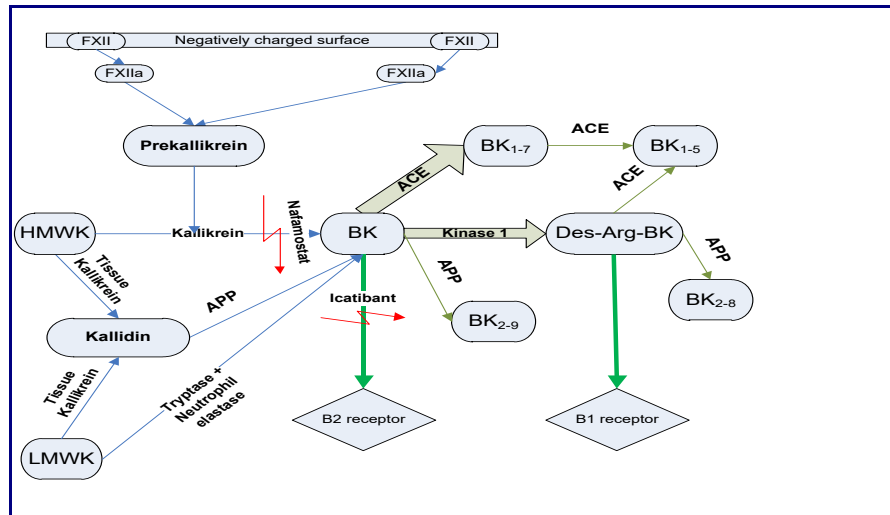 FXII Negatively charged surface FXII
FXIIa FXIIa
Prekallikrein
BK1-7 ACE BK1-5
ACE
ACE
HMWK Kallikrein Nafamostat BK Kinase 1 Des-Arg-BK
Tissue
Kallikrein
APP
Icatibant
APP
APP
BK2-8
BK2-9
Kallidin
Tissue
Kallikrein
Tryptase +
Neutrophil
elastase
B2 receptor B1 receptor
LMWK